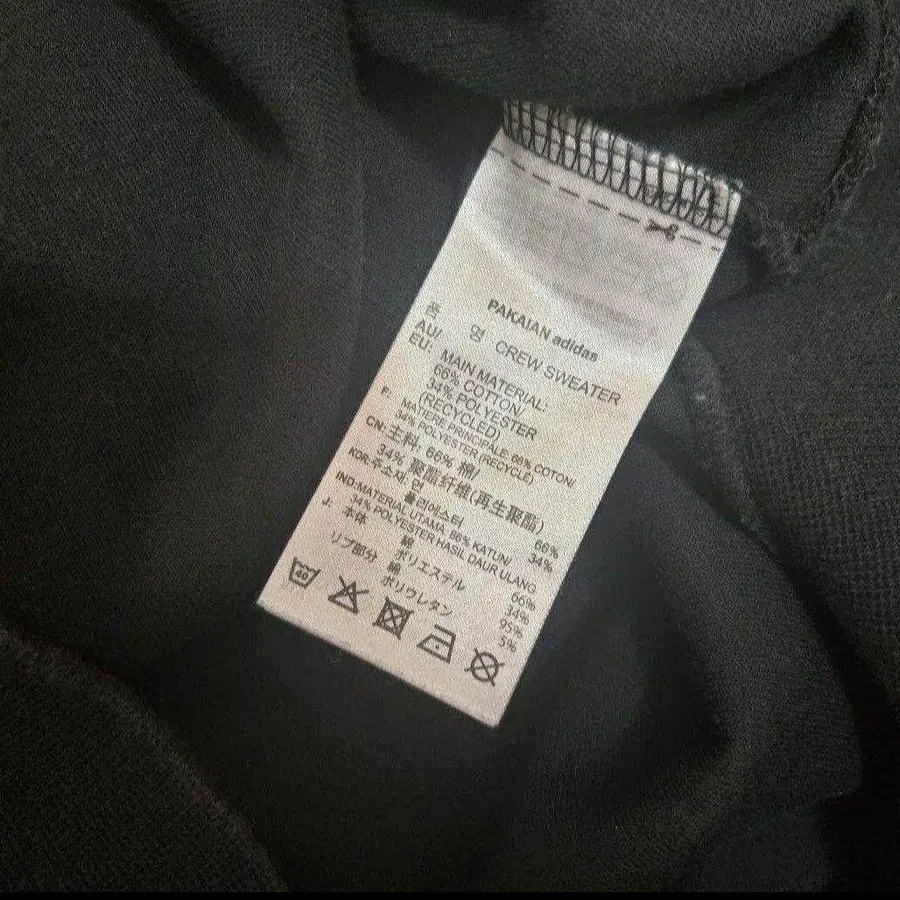 PAKAIAN adidas
품 명 CREW SWEATER
AU/
EU: MAIN MATERIAL:
66% COTTON/
34% POLYESTER
(RECYCLED)
F: MATIÈRE PRINCIPALE: 66% COTON/
34% POLYESTER (RECYCLE)
CN: 主料: 66% 棉/
34% 聚酯纤维(再生聚酯)
KOR: 주소재: 면 66%
폴리에스터 34%
IND: MATERIAL UTAMA: 66% KATUN/
34% POLYESTER HASIL DAUR ULANG
J: 本体 綿 66%
ポリエステル 34%
リブ部分 綿 95%
ポリウレタン 5%
40